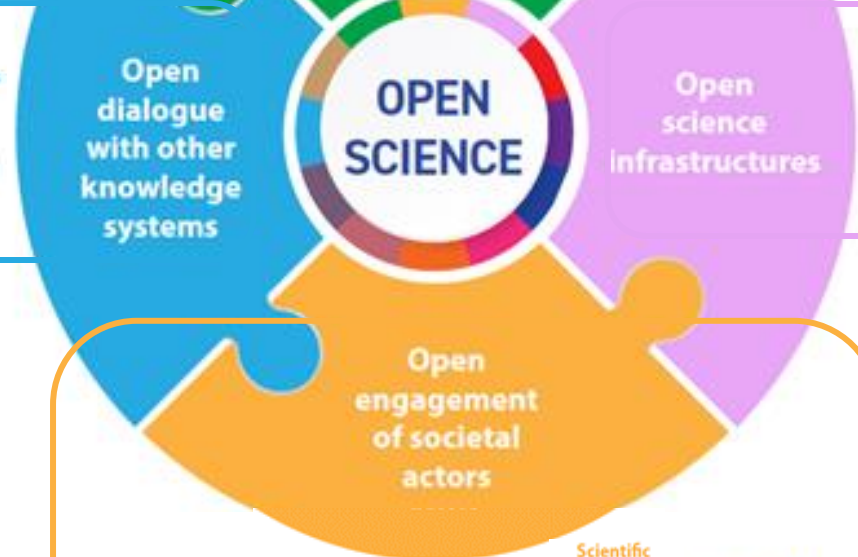 Open
dialogue
with other
knowledge
systems
OPEN
SCIENCE
Open
science
infrastructures
Open
engagement
of societal
actors
Scientific